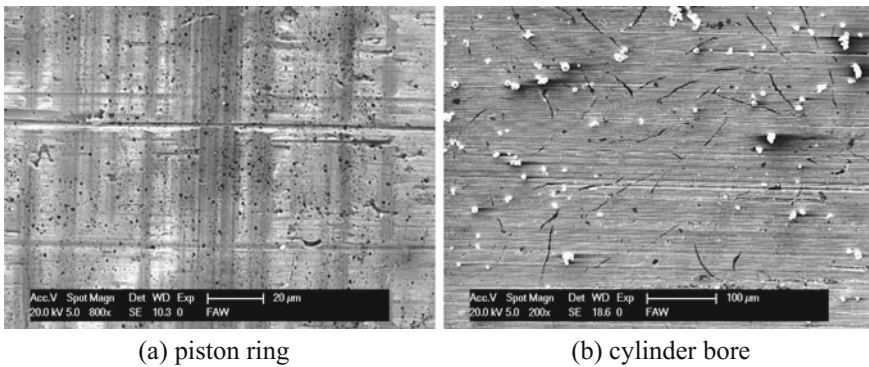 Acc.V Spot Magn Det WD Exp 20 µm
20.0 kV 5.0 800x SE 10.3 0 FAW
Acc.V Spot Magn Det WD Exp 100 µm
20.0 kV 5.0 200x SE 18.6 0 FAW
(a) piston ring
(b) cylinder bore